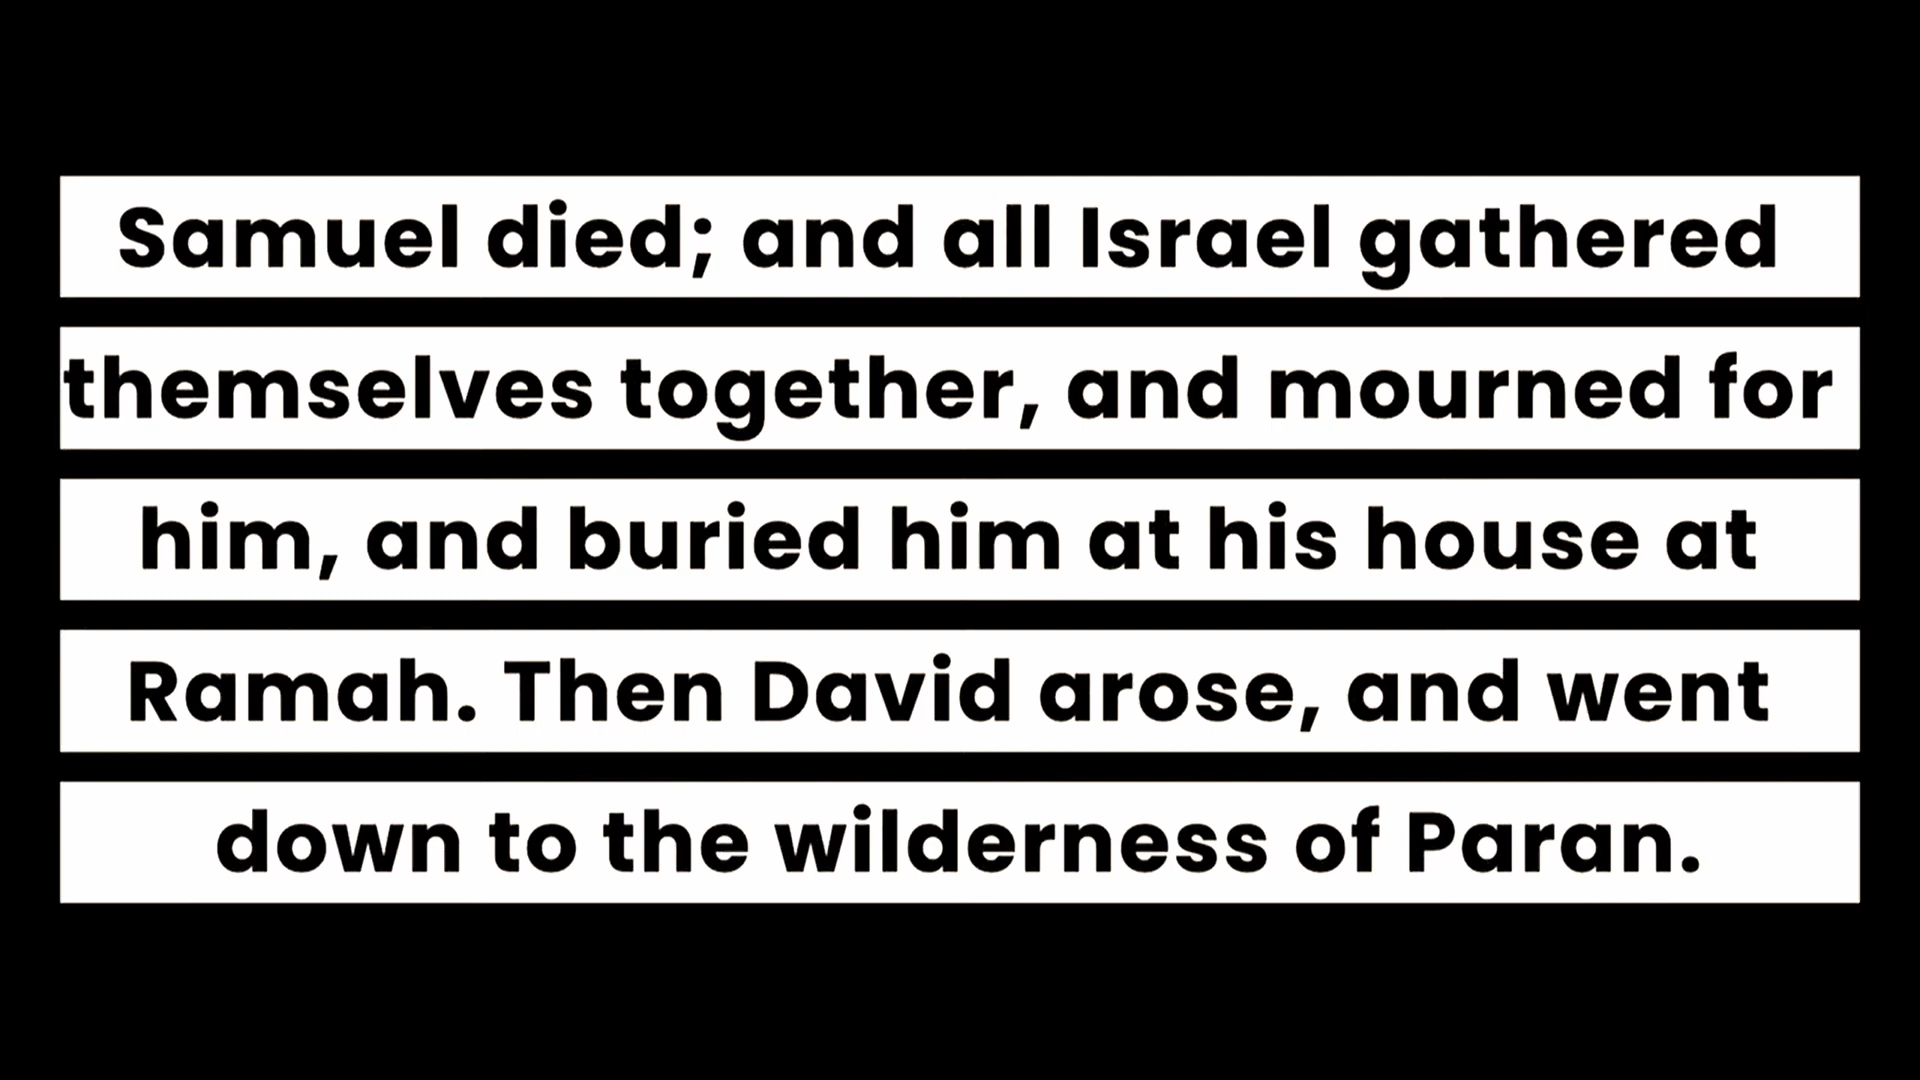 Samuel died; and all Israel gathered
themselves together, and mourned for
him, and buried him at his house at
Ramah. Then David arose, and went
down to the wilderness of Paran.